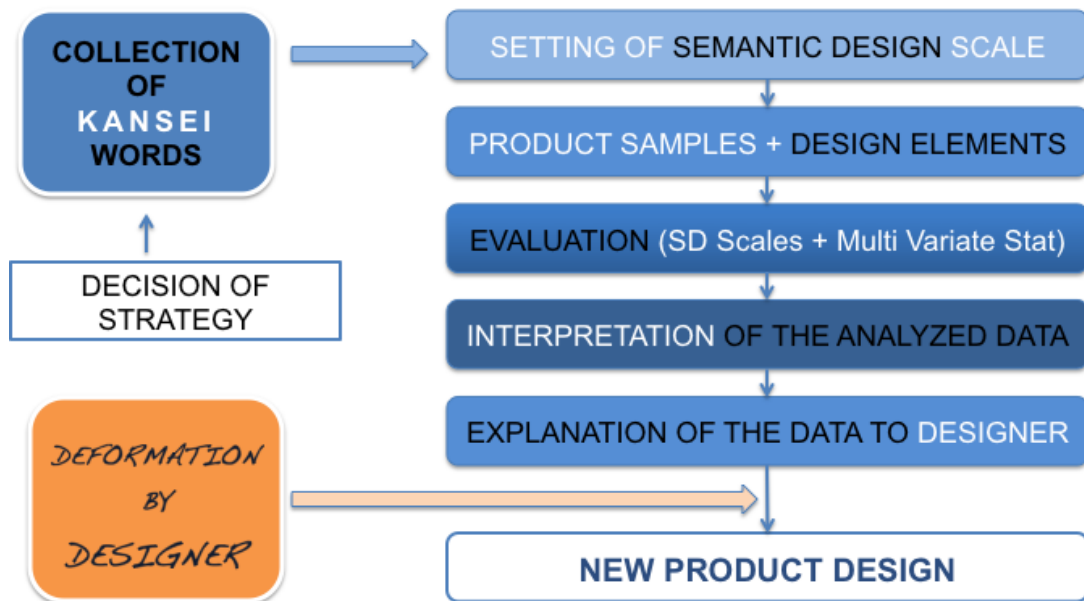 COLLECTION
OF
KANSEI
WORDS
DECISION OF
STRATEGY
SETTING OF SEMANTIC DESIGN SCALE
PRODUCT SAMPLES + DESIGN ELEMENTS
EVALUATION (SD Scales + Multi Variate Stat)
INTERPRETATION OF THE ANALYZED DATA
EXPLANATION OF THE DATA TO DESIGNER
DEFORMATION
BY
DESIGNER
NEW PRODUCT DESIGN